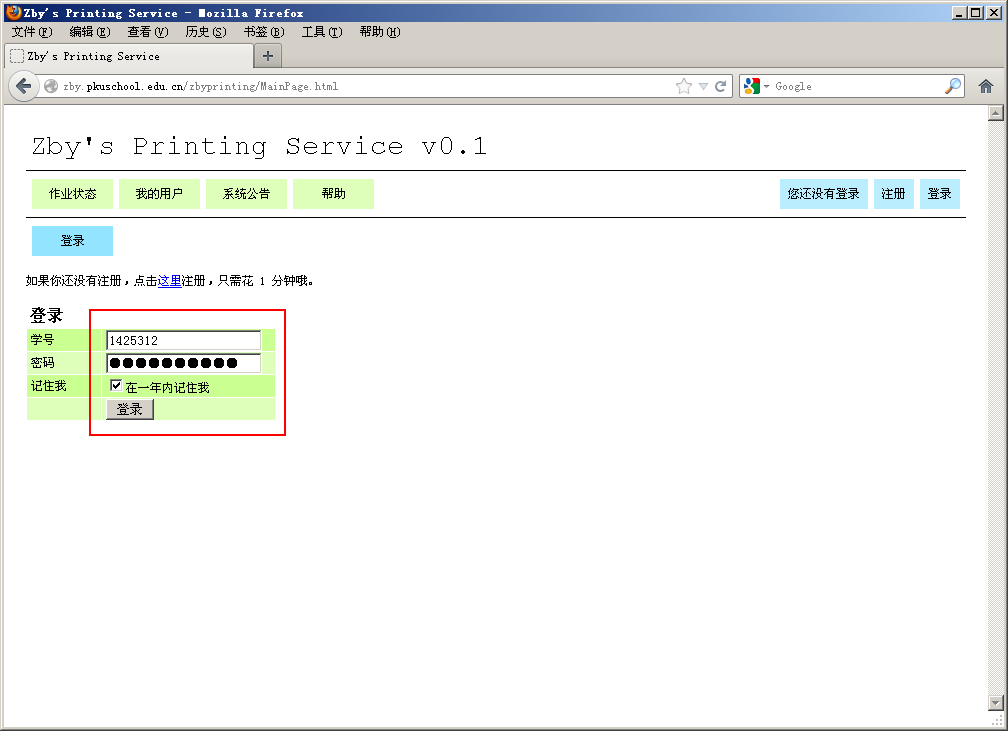 Zby's Printing Service - Mozilla Firefox
文件(F) 编辑(E) 查看(V) 历史(S) 书签(B) 工具(T) 帮助(H)
Zby's Printing Service
zby.pkuschool.edu.cn/zbyprinting/MainPage.html Google
Zby's Printing Service v0.1
作业状态 我的用户 系统公告 帮助 您还没有登录 注册 登录
登录
如果你还没有注册，点击这里注册，只需花 1 分钟哦。
登录
学号 1425312
密码 ●●●●●●●●●●
记住我 在一年内记住我
登录